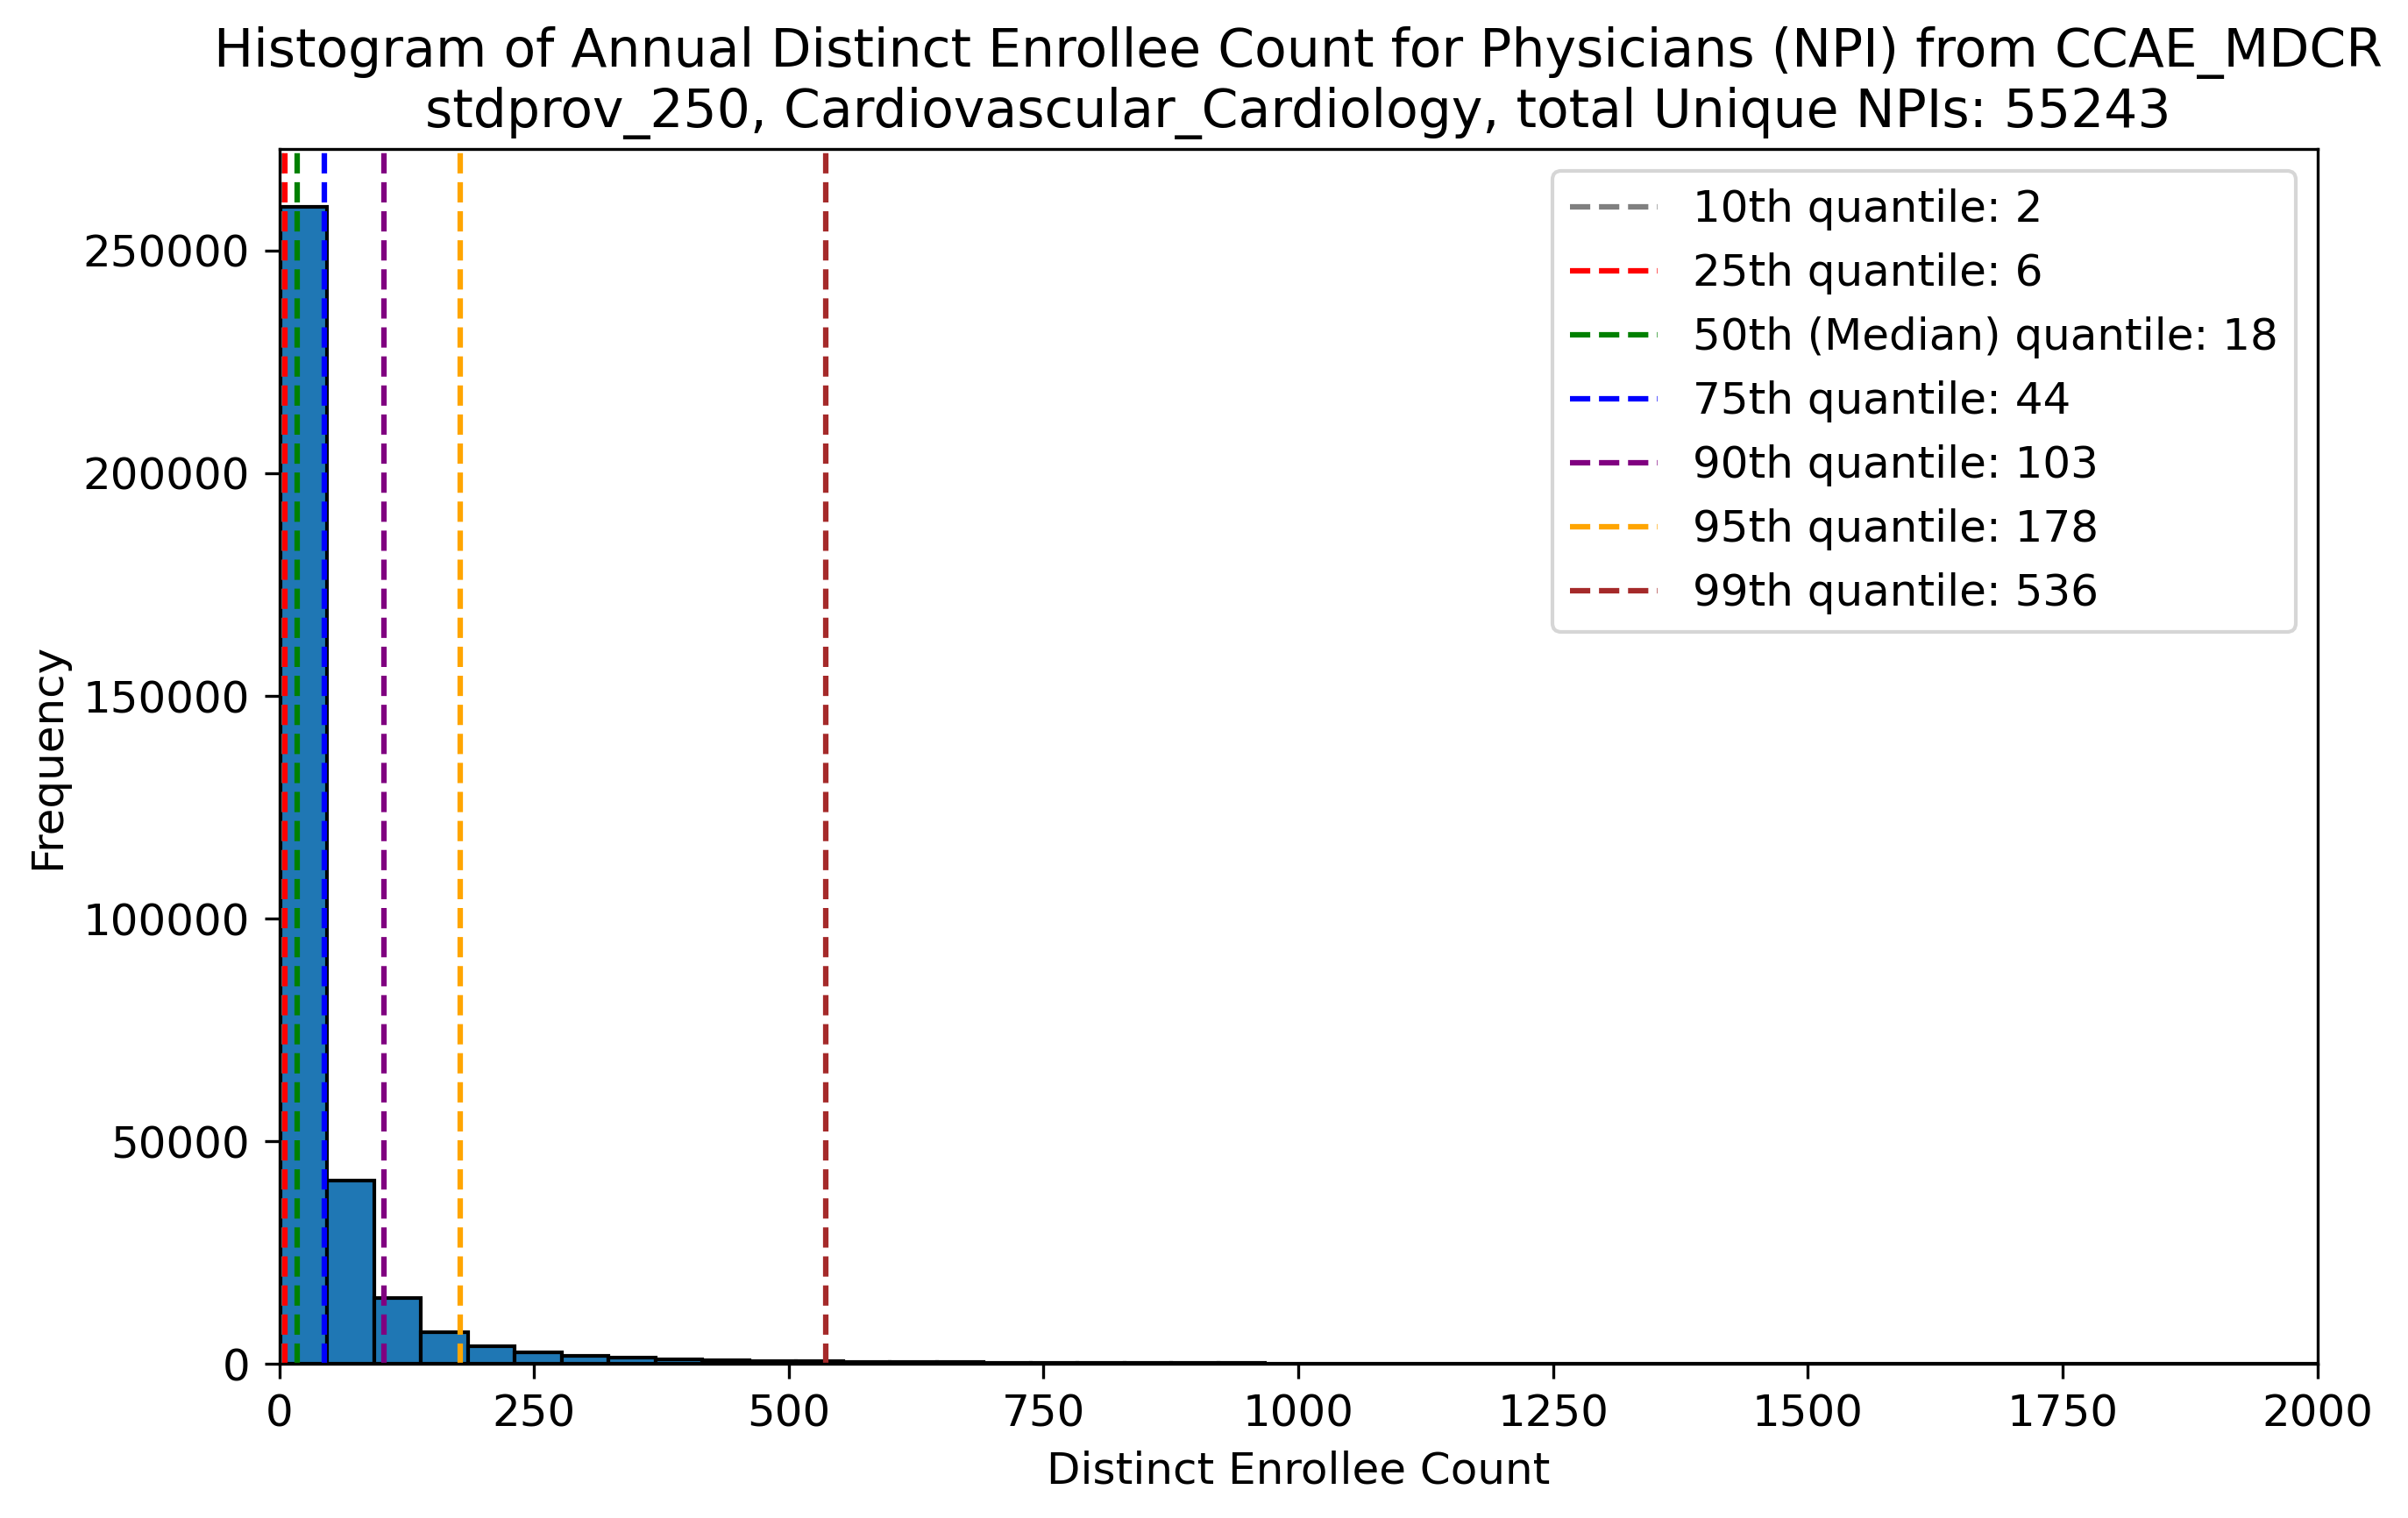 Histogram of Annual Distinct Enrollee Count for Physicians (NPI) from CCAE_MDCR
stdprov_250, Cardiovascular_Cardiology, total Unique NPIs: 55243
10th quantile: 2
25th quantile: 6
50th (Median) quantile: 18
75th quantile: 44
90th quantile: 103
95th quantile: 178
99th quantile: 536
Frequency
250000
200000
150000
100000
50000
0
0 250 500 750 1000 1250 1500 1750 2000
Distinct Enrollee Count